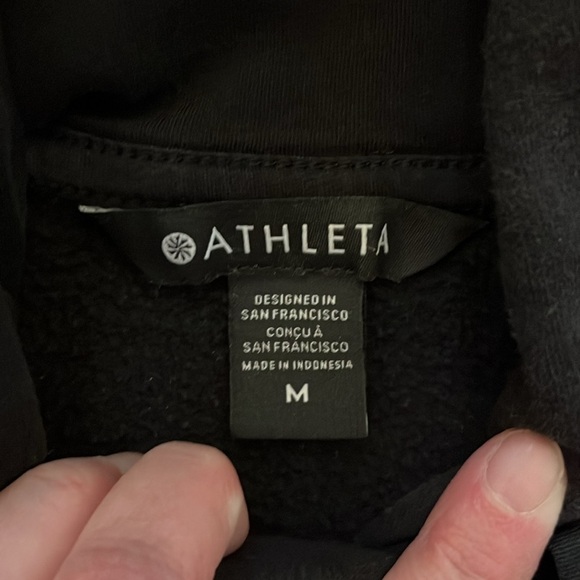 ATHLETA
DESIGNED IN
SAN FRANCISCO
CONÇU À
SAN FRANCISCO
MADE IN INDONESIA
M